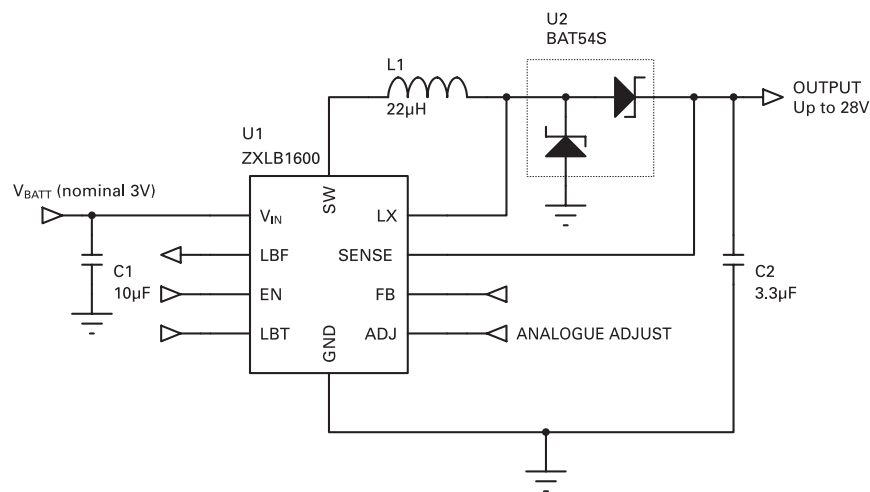 U2
BAT54S
L1
22µH
OUTPUT
Up to 28V
U1
ZXLB1600
VBATT (nominal 3V)
SW
VIN
LX
LBF
SENSE
C1
10µF
EN
FB
C2
3.3µF
LBT
GND
ADJ
ANALOGUE ADJUST